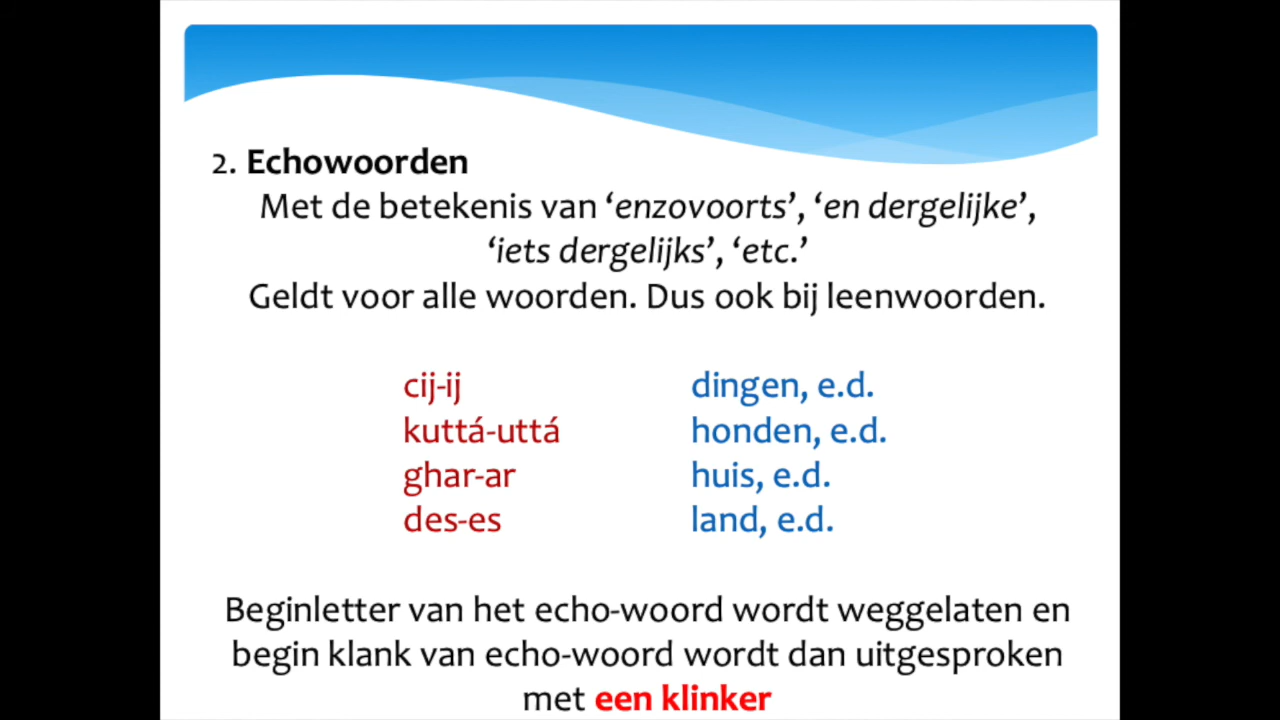 2. Echowoorden
Met de betekenis van ‘enzovoorts’, ‘en dergelijke’,
‘iets dergelijks’, ‘etc.’
Geldt voor alle woorden. Dus ook bij leenwoorden.
cij-ij dingen, e.d.
kuttá-uttá honden, e.d.
ghar-ar huis, e.d.
des-es land, e.d.
Beginletter van het echo-woord wordt weggelaten en
begin klank van echo-woord wordt dan uitgesproken
met een klinker